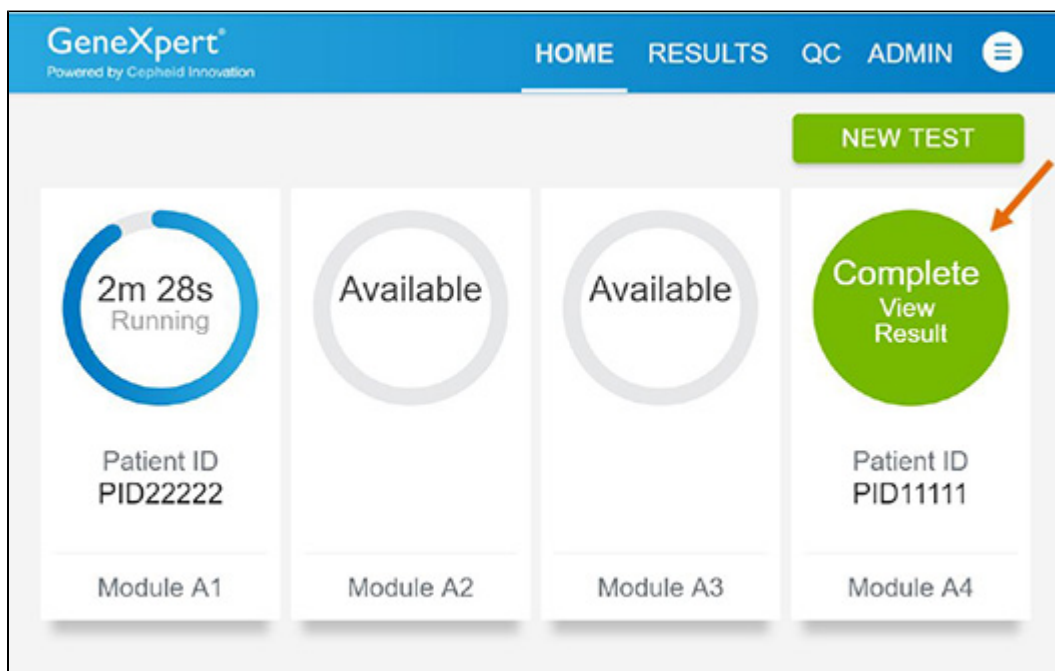 GeneXpert®
Powered by Cepheid Innovation
HOME RESULTS QC ADMIN
NEW TEST
2m 28s
Running
Patient ID
PID22222
Module A1
Available
Module A2
Available
Module A3
Complete
View
Result
Patient ID
PID11111
Module A4